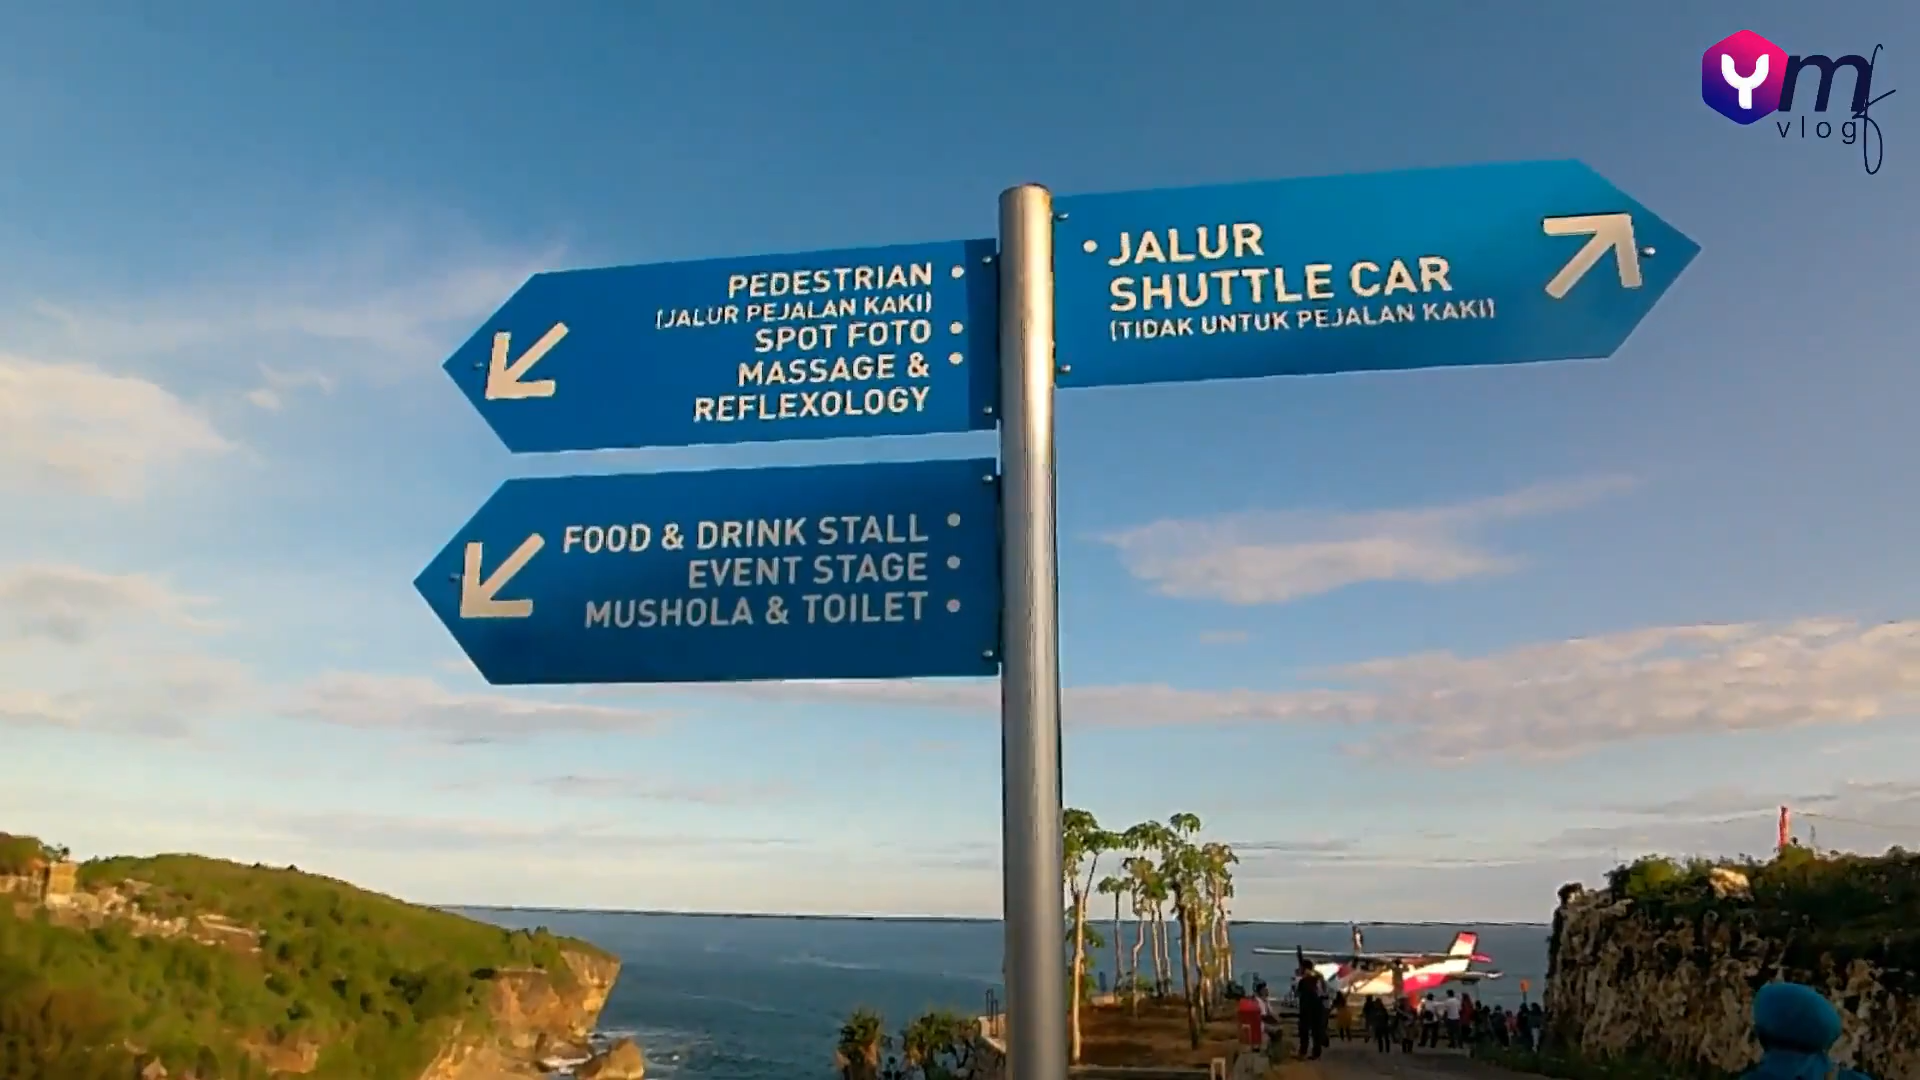 PEDESTRIAN •
(JALUR PEJALAN KAKI)
SPOT FOTO •
MASSAGE & •
REFLEXOLOGY
FOOD & DRINK STALL •
EVENT STAGE •
MUSHOLA & TOILET •
• JALUR
SHUTTLE CAR
(TIDAK UNTUK PEJALAN KAKI)
Ymf
vlog